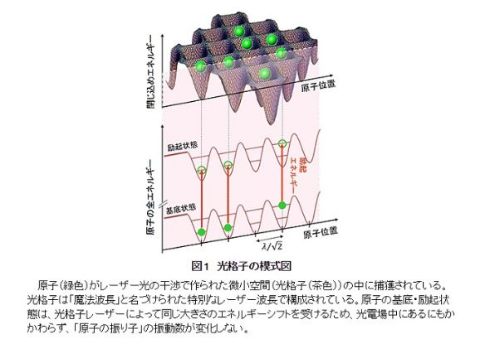 閉じ込めエネルギー
原子位置
原子の全エネルギー
励起状態
励起
エネルギー
基底状態
λ/√2
原子位置
図1 光格子の模式図
原子(緑色)がレーザー光の干渉で作られた微小空間(光格子(茶色))の中に捕獲されている。
光格子は「魔法波長」と名づけられた特別なレーザー波長で構成されている。原子の基底・励起状
態は、光格子レーザーによって同じ大きさのエネルギーシフトを受けるため、光電場中にあるにもか
かわらず、「原子の振り子」の振動数が変化しない。